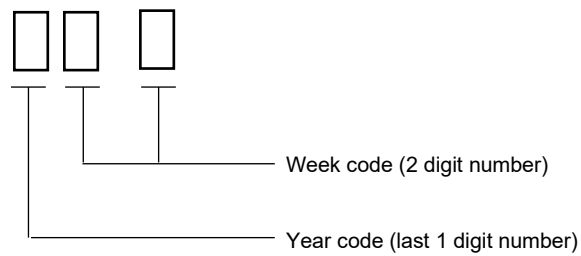 Week code (2 digit number)
Year code (last 1 digit number)